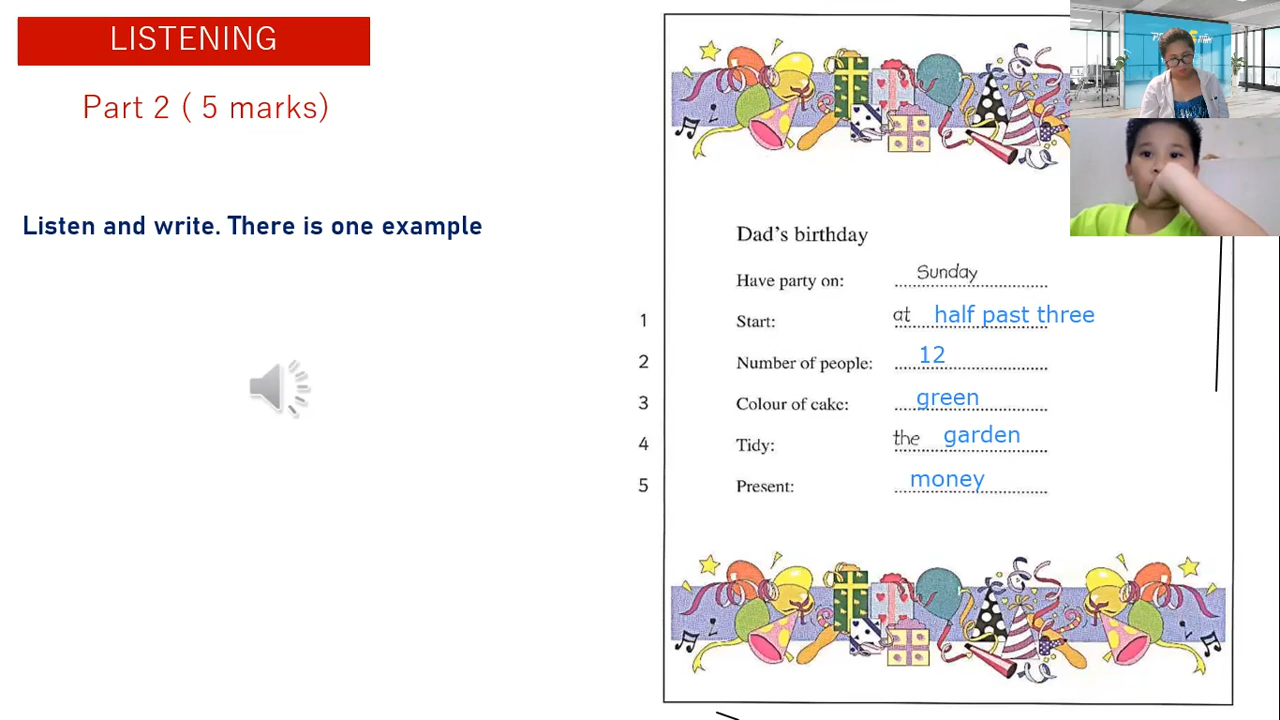 LISTENING
Part 2 ( 5 marks)
Listen and write. There is one example
Dad's birthday
Have party on: Sunday
1 Start: at half past three
2 Number of people: 12
3 Colour of cake: green
4 Tidy: the garden
5 Present: money